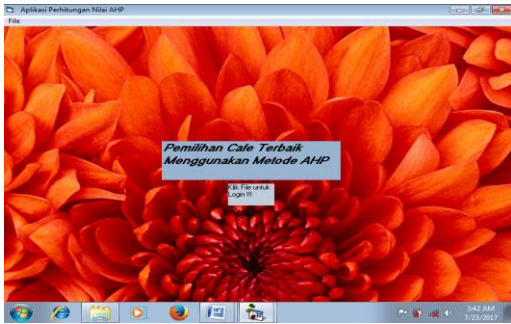 Aplikasi Perhitungan Nilai AHP
File
Pemilihan Cafe Terbaik
Menggunakan Metode AHP
Klik File untuk
Login !!!
3:42 AM
7/23/2017